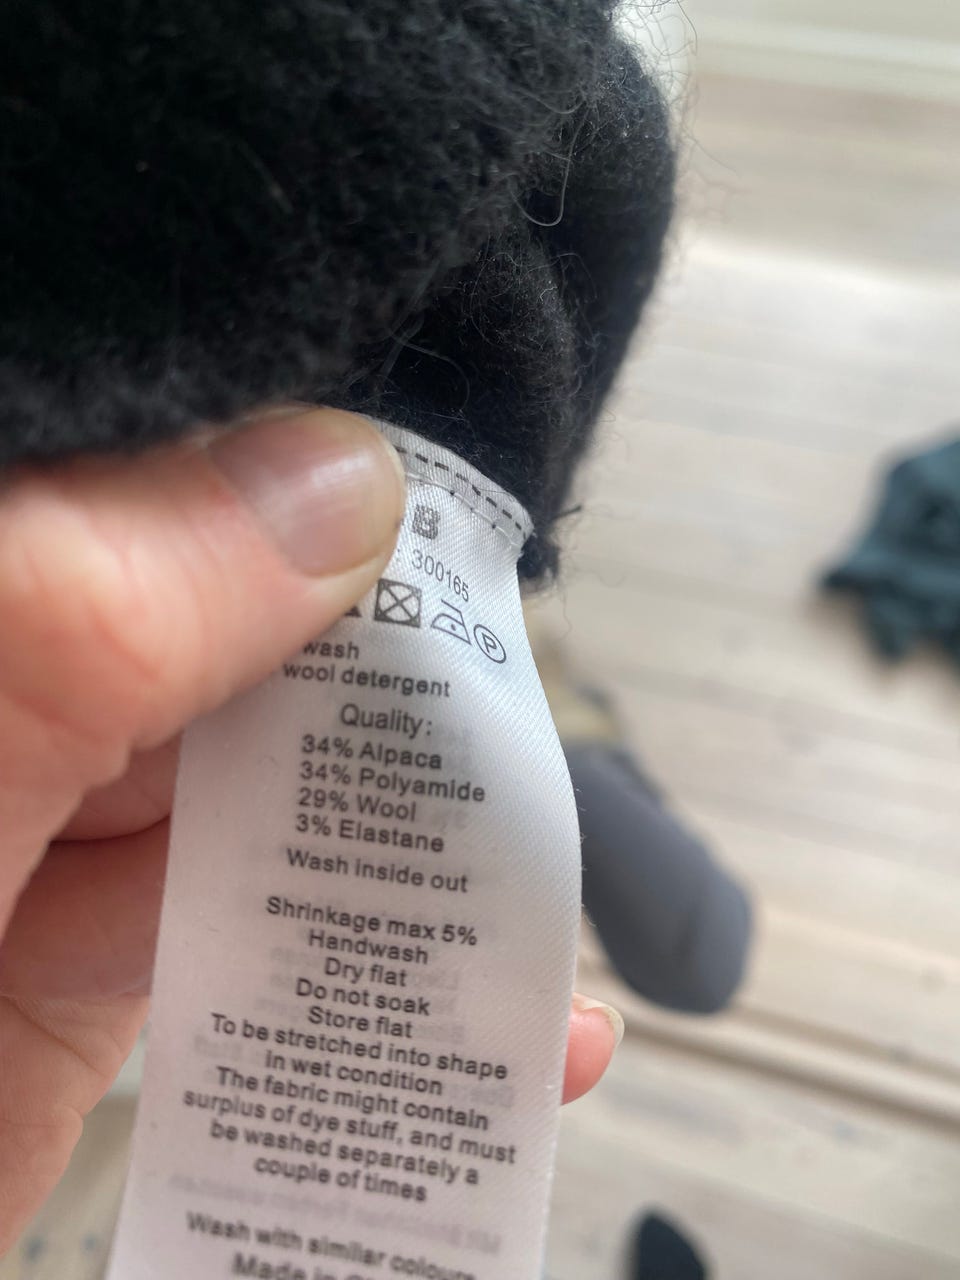 B
: 300165
P
wash
wool detergent
Quality:
34% Alpaca
34% Polyamide
29% Wool
3% Elastane
Wash inside out
Shrinkage max 5%
Handwash
Dry flat
Do not soak
Store flat
To be stretched into shape
In wet condition
The fabric might contain
surplus of dye stuff, and must
be washed separately a
couple of times
Wash with similar colours
Made in